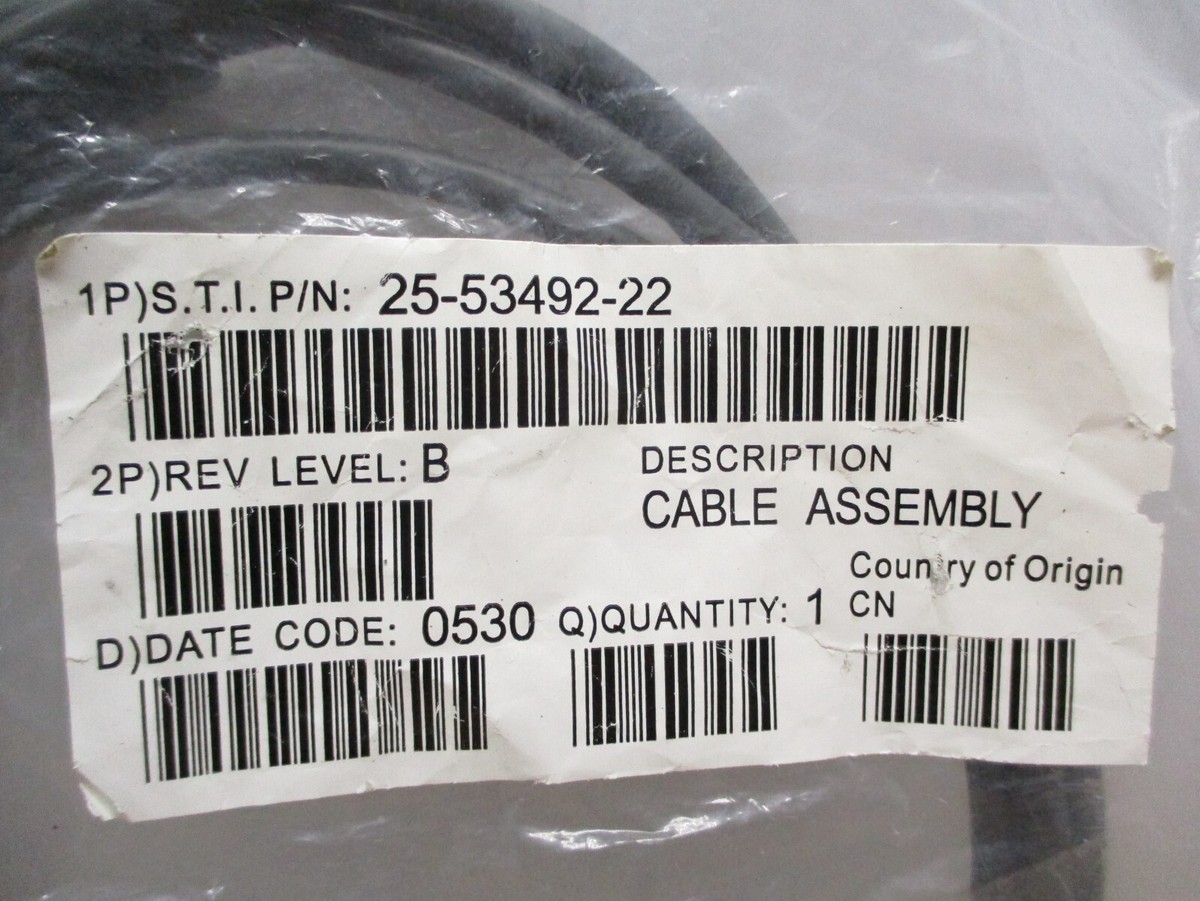 1P)S.T.I. P/N: 25-53492-22
2P)REV LEVEL: B
DESCRIPTION
CABLE ASSEMBLY
Country of Origin
CN
D)DATE CODE: 0530 Q)QUANTITY: 1